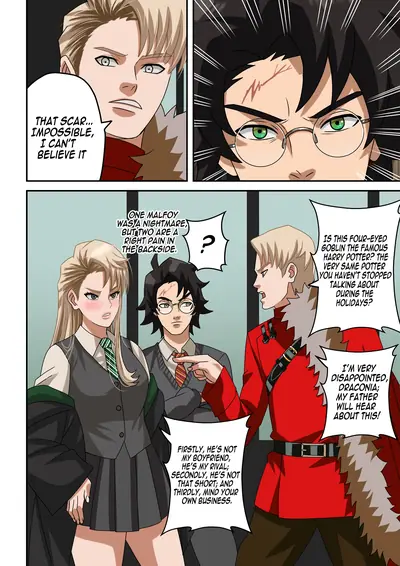 THAT SCAR...
IMPOSSIBLE,
I CAN'T
BELIEVE IT
ONE MALFOY
WAS A NIGHTMARE,
BUT TWO ARE A
RIGHT PAIN IN
THE BACKSIDE.
?
IS THIS FOUR-EYED
GOBLIN THE FAMOUS
HARRY POTTER? THE
VERY SAME POTTER
YOU HAVEN'T STOPPED
TALKING ABOUT
DURING THE
HOLIDAYS?
I'M VERY
DISAPPOINTED,
DRACONIA;
MY FATHER
WILL HEAR
ABOUT THIS!
FIRSTLY, HE'S NOT
MY BOYFRIEND,
HE'S MY RIVAL;
SECONDLY, HE'S NOT
THAT SHORT; AND
THIRDLY, MIND YOUR
OWN BUSINESS.